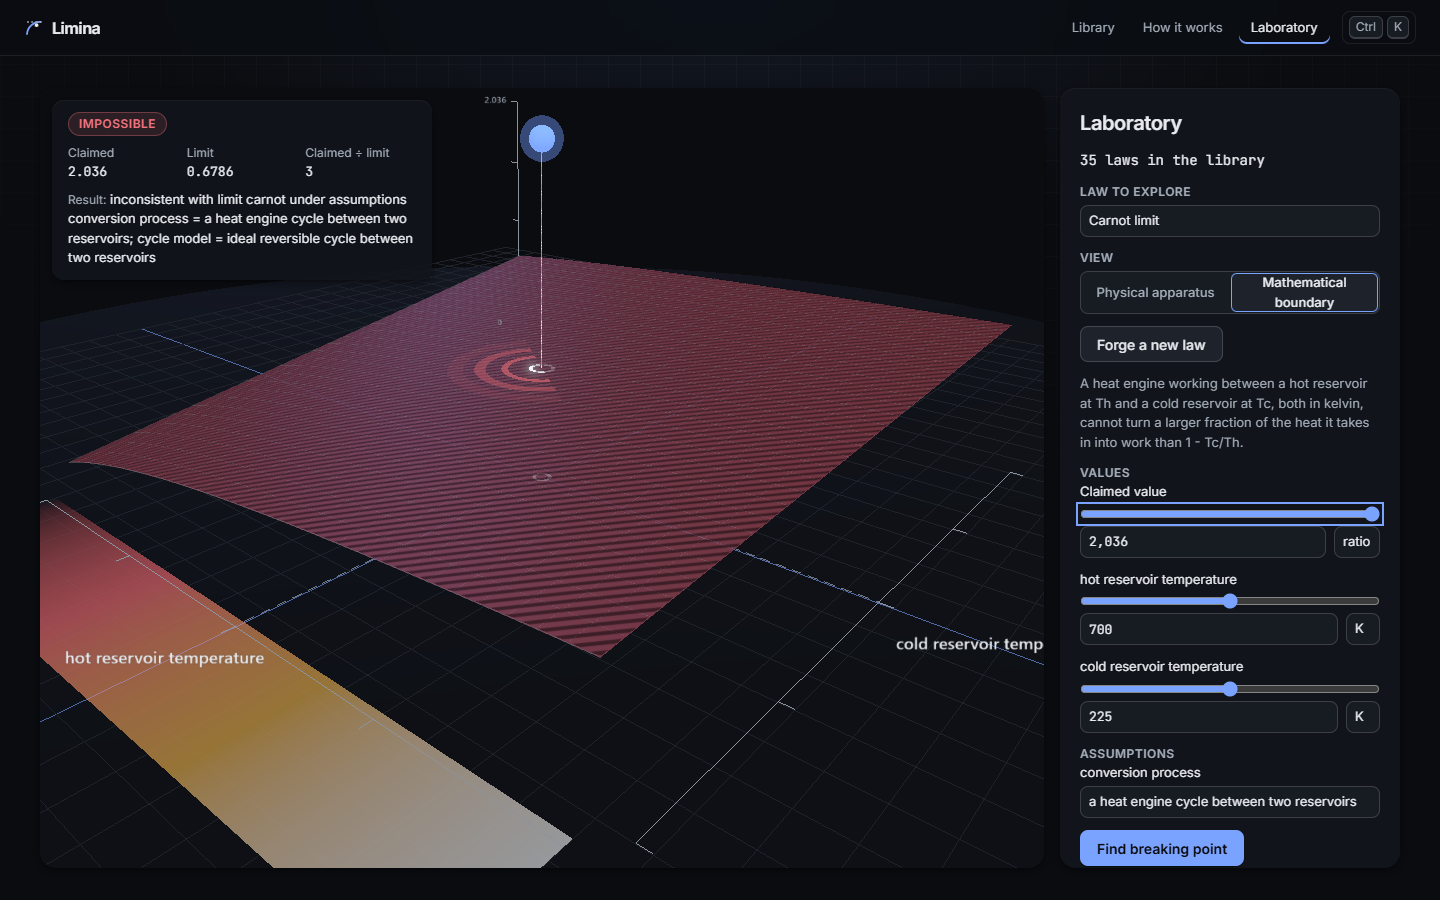 Limina
Library
How it works
Laboratory
Ctrl
K
IMPOSSIBLE
Claimed
Limit
Claimed ÷ limit
2.036
0.6786
3
Result: inconsistent with limit carnot under assumptions
conversion process = a heat engine cycle between two
reservoirs; cycle model = ideal reversible cycle between
two reservoirs
2.036
0
hot reservoir temperature
cold reservoir temp
Laboratory
35 laws in the library
LAW TO EXPLORE
Carnot limit
VIEW
Physical apparatus
Mathematical
boundary
Forge a new law
A heat engine working between a hot reservoir
at Th and a cold reservoir at Tc, both in kelvin,
cannot turn a larger fraction of the heat it takes
in into work than 1 - Tc/Th.
VALUES
Claimed value
2,036
ratio
hot reservoir temperature
700
K
cold reservoir temperature
225
K
ASSUMPTIONS
conversion process
a heat engine cycle between two reservoirs
Find breaking point